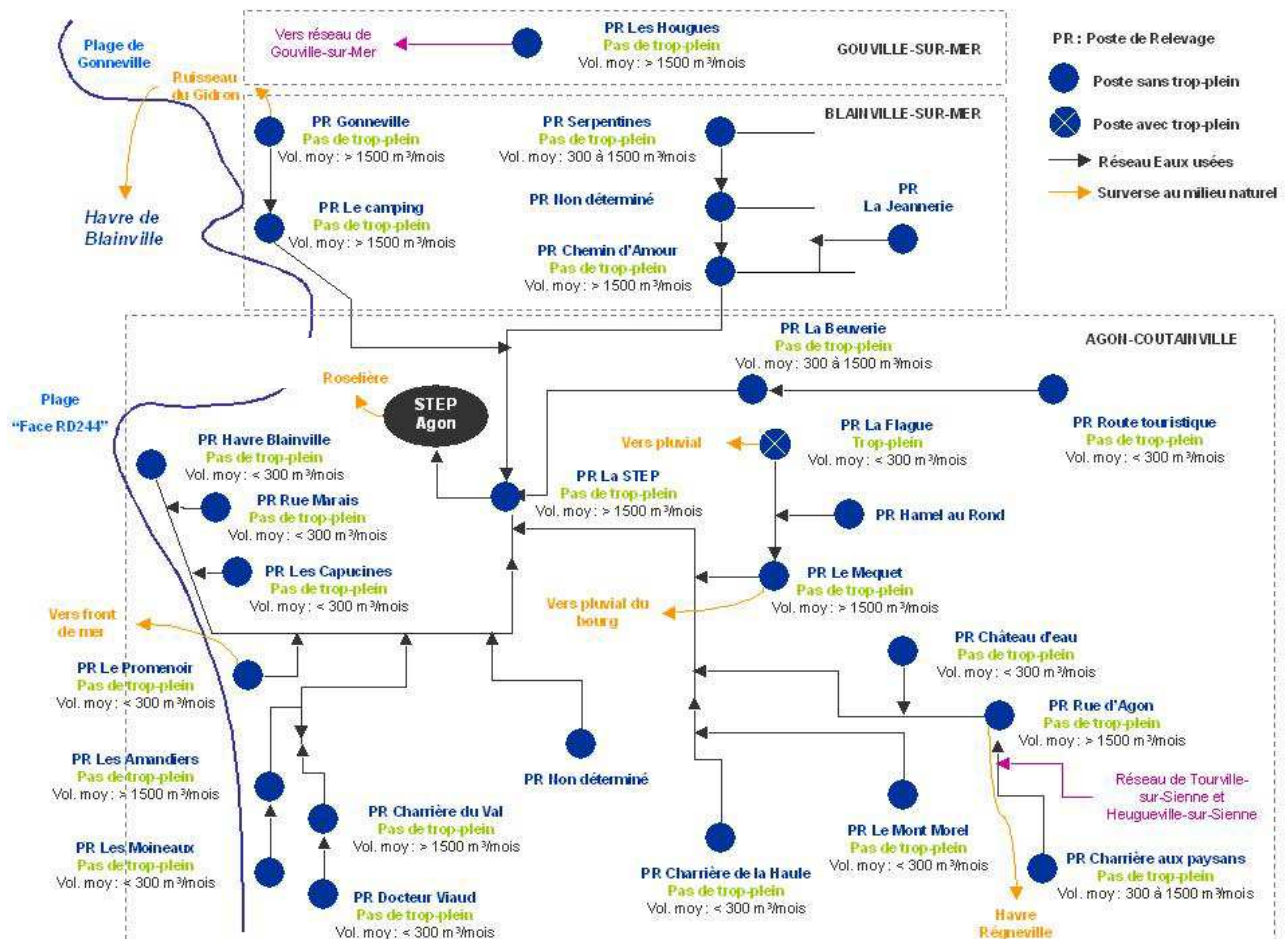 Vers réseau de
Gouville-sur-Mer
PR Les Hougues
Pas de trop-plein
Vol. moy : > 1500 m³/mois
GOUVILLE-SUR-MER
PR : Poste de Relevage
Poste sans trop-plein
Poste avec trop-plein
Réseau Eaux usées
Surverse au milieu naturel
Plage de
Gonneville
Ruisseau
du Gidron
Havre de
Blainville
BLAINVILLE-SUR-MER
PR Gonneville
Pas de trop-plein
Vol. moy : > 1500 m³/mois
PR Serpentines
Pas de trop-plein
Vol. moy : 300 à 1500 m³/mois
PR Le camping
Pas de trop-plein
Vol. moy : > 1500 m³/mois
PR Non déterminé
PR
La Jeannerie
PR Chemin d'Amour
Pas de trop-plein
Vol. moy : > 1500 m³/mois
AGON-COUTAINVILLE
PR La Beuverie
Pas de trop-plein
Vol. moy : 300 à 1500 m³/mois
Roselière
STEP
Agon
Plage
"Face RD244"
PR Havre Blainville
Pas de trop-plein
Vol. moy : < 300 m³/mois
Vers pluvial
PR La Flague
Trop-plein
Vol. moy : < 300 m³/mois
PR Route touristique
Pas de trop-plein
Vol. moy : < 300 m³/mois
PR La STEP
Pas de trop-plein
Vol. moy : > 1500 m³/mois
PR Rue Marais
Pas de trop-plein
Vol. moy : < 300 m³/mois
PR Hamel au Rond
PR Les Capucines
Pas de trop-plein
Vol. moy : < 300 m³/mois
PR Le Mequet
Pas de trop-plein
Vol. moy : > 1500 m³/mois
Vers front
de mer
Vers pluvial du
bourg
PR Château d'eau
Pas de trop-plein
Vol. moy : < 300 m³/mois
PR Le Promenoir
Pas de trop-plein
Vol. moy : < 300 m³/mois
PR Rue d'Agon
Pas de trop-plein
Vol. moy : > 1500 m³/mois
PR Les Amandiers
Pas de trop-plein
Vol. moy : > 1500 m³/mois
PR Non déterminé
Réseau de Tourville-
sur-Sienne et
Heugueville-sur-Sienne
PR Charrière du Val
Pas de trop-plein
Vol. moy : > 1500 m³/mois
PR Le Mont Morel
Pas de trop-plein
Vol. moy : < 300 m³/mois
PR Les Moineaux
Pas de trop-plein
Vol. moy : < 300 m³/mois
PR Charrière de la Haule
Pas de trop-plein
Vol. moy : < 300 m³/mois
PR Charrière aux paysans
Pas de trop-plein
Vol. moy : 300 à 1500 m³/mois
PR Docteur Viaud
Pas de trop-plein
Vol. moy : < 300 m³/mois
Havre
Régneville